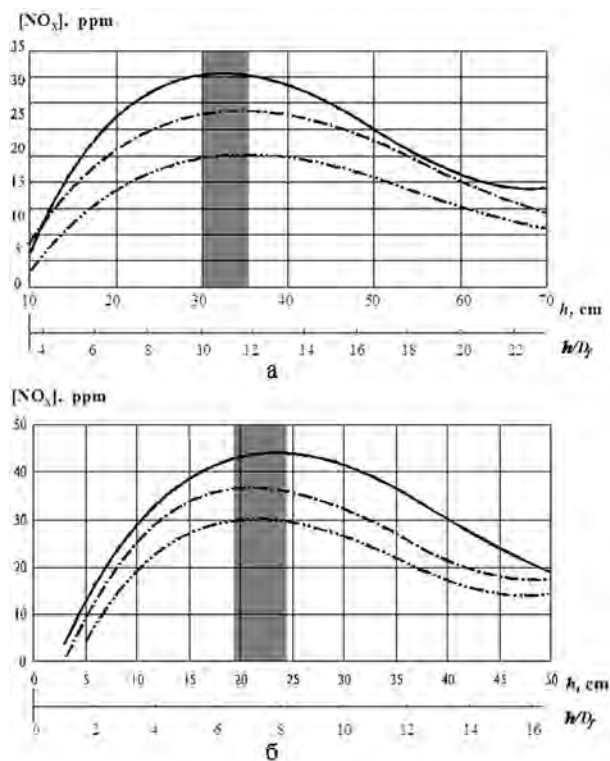 [NOx], ppm
35
30
25
20
15
10
5
0
10 20 30 40 50 60 70
h, cm
4 6 8 10 12 14 16 18 20 22
h/Df
а
[NOx], ppm
50
40
30
20
10
0
0 5 10 15 20 25 30 35 40 45 50
h, cm
0 2 4 6 8 10 12 14 16
h/Df
б